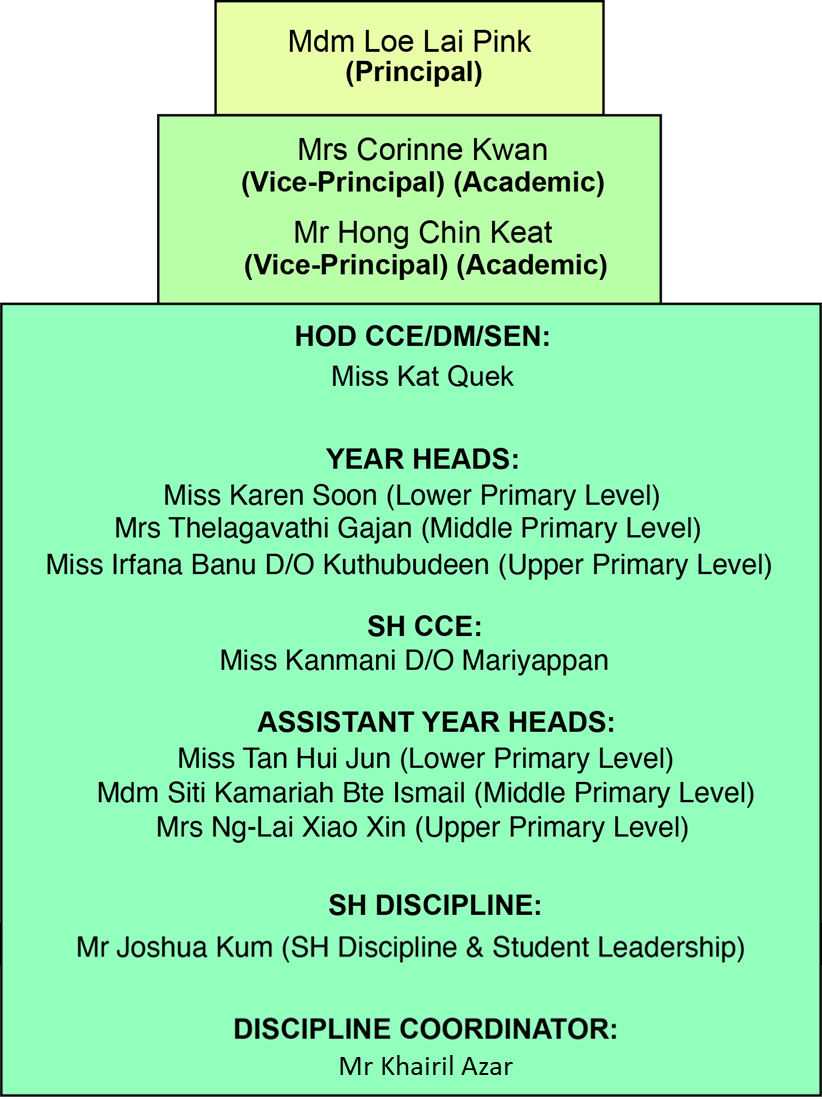 Mdm Loe Lai Pink
(Principal)
Mrs Corinne Kwan
(Vice-Principal) (Academic)
Mr Hong Chin Keat
(Vice-Principal) (Academic)
HOD CCE/DM/SEN:
Miss Kat Quek
YEAR HEADS:
Miss Karen Soon (Lower Primary Level)
Mrs Thelagavathi Gajan (Middle Primary Level)
Miss Irfana Banu D/O Kuthubudeen (Upper Primary Level)
SH CCE:
Miss Kanmani D/O Mariyappan
ASSISTANT YEAR HEADS:
Miss Tan Hui Jun (Lower Primary Level)
Mdm Siti Kamariah Bte Ismail (Middle Primary Level)
Mrs Ng-Lai Xiao Xin (Upper Primary Level)
SH DISCIPLINE:
Mr Joshua Kum (SH Discipline & Student Leadership)
DISCIPLINE COORDINATOR:
Mr Khairil Azar